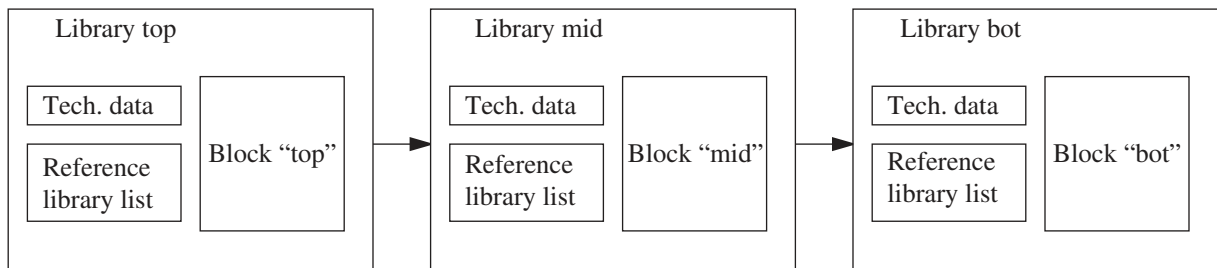 Library top
Tech. data
Reference
library list
Block “top”
Library mid
Tech. data
Reference
library list
Block “mid”
Library bot
Tech. data
Reference
library list
Block “bot”